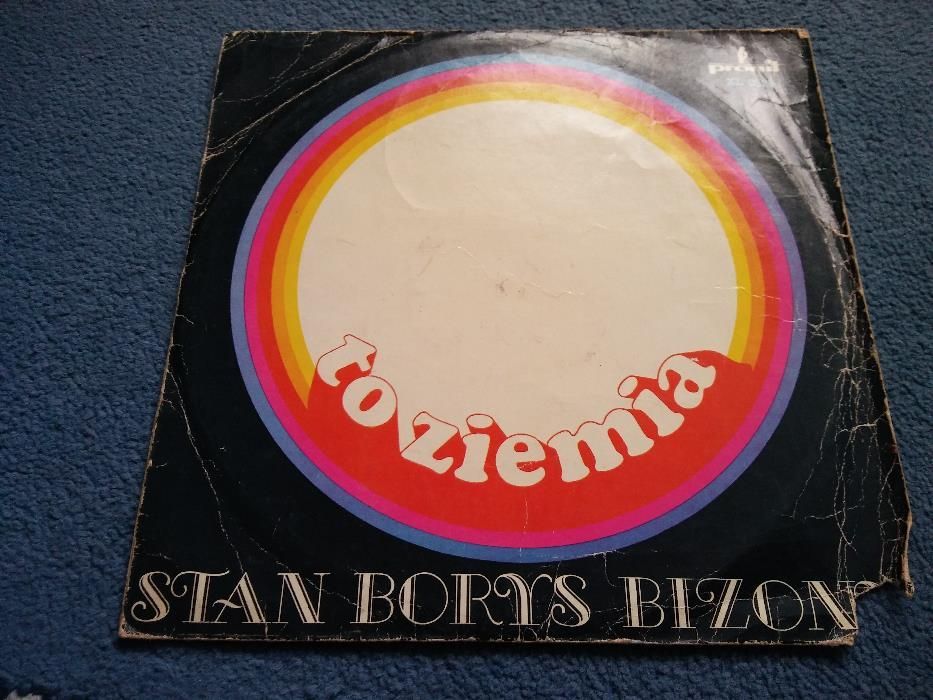 pronit
to ziemia
STAN BORYS BIZON